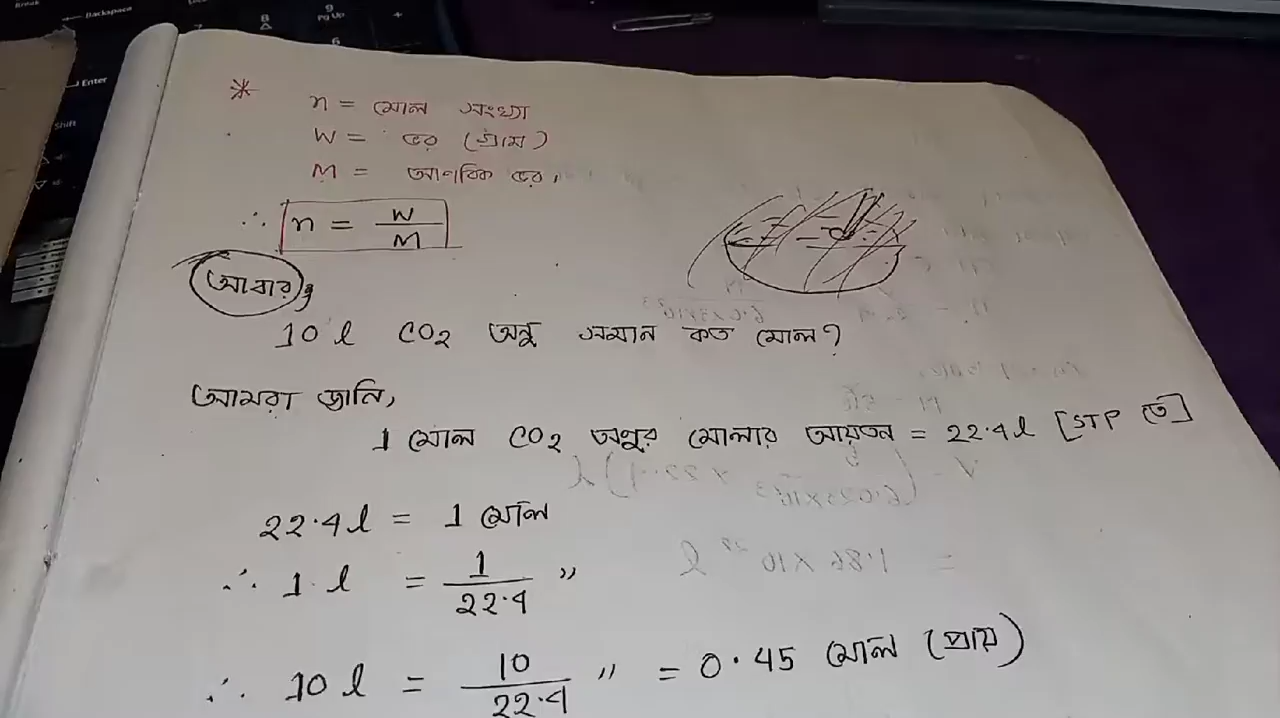 * n = মোল সংখ্যা
W = ভর (গ্রাম)
M = আণবিক ভর,
∴ n = W/M
আবার,
10 l CO2 অনু সমান কত মোল?
আমরা জানি,
1 মোল CO2 অণুর মোলার আয়তন = 22.4 l [STP তে]
22.4 l = 1 মোল
∴ 1 l = 1/22.4 "
∴ 10 l = 10/22.4 " = 0.45 মোল (প্রায়)